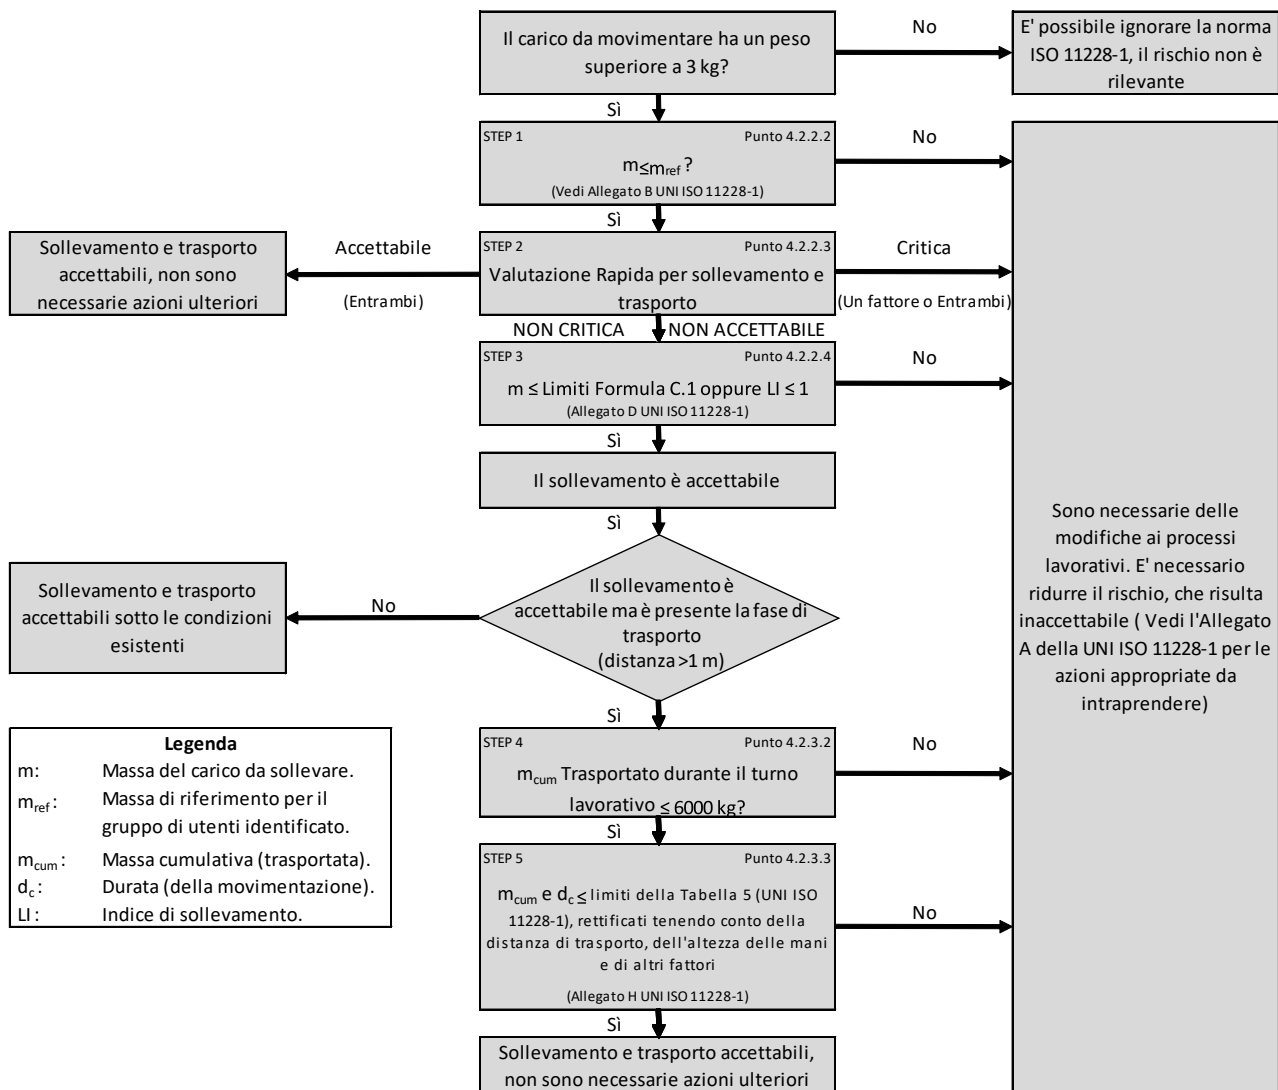 Il carico da movimentare ha un peso
superiore a 3 kg?
No
E' possibile ignorare la norma
ISO 11228-1, il rischio non è
rilevante
Sì
STEP 1 Punto 4.2.2.2
m≤mref ?
(Vedi Allegato B UNI ISO 11228-1)
No
Sì
Sollevamento e trasporto
accettabili, non sono
necessarie azioni ulteriori
Accettabile
(Entrambi)
STEP 2 Punto 4.2.2.3
Valutazione Rapida per sollevamento e
trasporto
Critica
(Un fattore o Entrambi)
NON CRITICA NON ACCETTABILE
STEP 3 Punto 4.2.2.4
m ≤ Limiti Formula C.1 oppure LI ≤ 1
(Allegato D UNI ISO 11228-1)
No
Sì
Il sollevamento è accettabile
Sì
Il sollevamento è
accettabile ma è presente la fase di
trasporto
(distanza >1 m)
No
Sollevamento e trasporto
accettabili sotto le condizioni
esistenti
Sono necessarie delle
modifiche ai processi
lavorativi. E' necessario
ridurre il rischio, che risulta
inaccettabile ( Vedi l'Allegato
A della UNI ISO 11228-1 per le
azioni appropriate da
intraprendere)
Sì
STEP 4 Punto 4.2.3.2
mcum Trasportato durante il turno
lavorativo ≤ 6000 kg?
No
Sì
STEP 5 Punto 4.2.3.3
mcum e dc ≤ limiti della Tabella 5 (UNI ISO
11228-1), rettificati tenendo conto della
distanza di trasporto, dell'altezza delle mani
e di altri fattori
(Allegato H UNI ISO 11228-1)
No
Sì
Sollevamento e trasporto accettabili,
non sono necessarie azioni ulteriori
Legenda
m: Massa del carico da sollevare.
mref : Massa di riferimento per il
gruppo di utenti identificato.
mcum : Massa cumulativa (trasportata).
dc : Durata (della movimentazione).
LI : Indice di sollevamento.